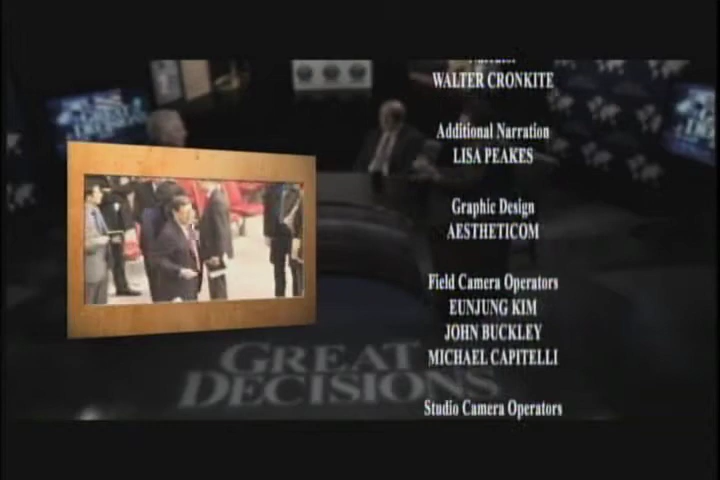 Narrator
WALTER CRONKITE
Additional Narration
LISA PEAKES
Graphic Design
AESTHETICOM
Field Camera Operators
EUNJUNG KIM
JOHN BUCKLEY
MICHAEL CAPITELLI
Studio Camera Operators
GREAT
DECISIONS